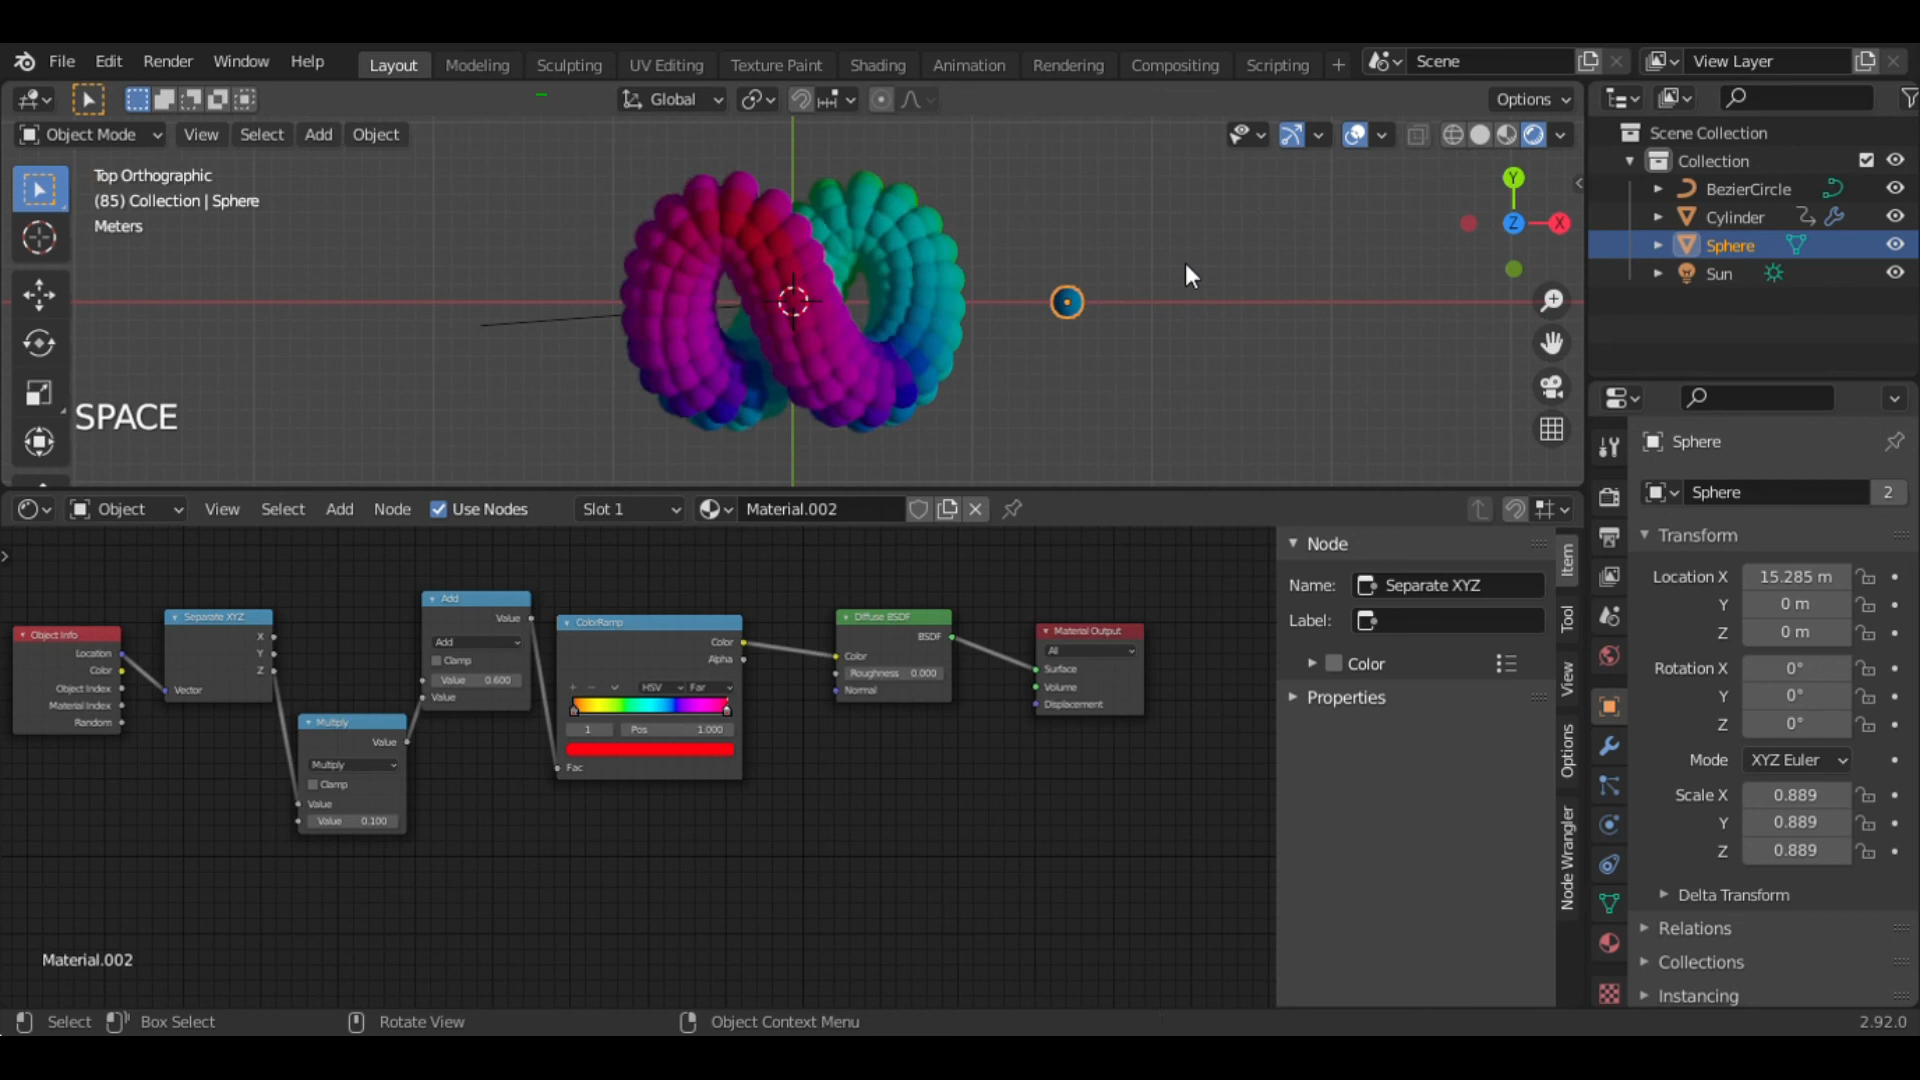 File Edit Render Window Help Layout Modeling Sculpting UV Editing Texture Paint Shading Animation Rendering Compositing Scripting + Scene View Layer
Global Options
Object Mode View Select Add Object
Top Orthographic
(85) Collection | Sphere
Meters
SPACE
Y
Z
X
Scene Collection
Collection
BezierCircle
Cylinder
Sphere
Sun
Object View Select Add Node Use Nodes Slot 1 Material.002
Object Info
Location
Color
Object Index
Material Index
Random
Separate XYZ
X
Y
Z
Vector
Multiply
Value
Multiply
Clamp
Value
Value 0.100
Add
Value
Add
Clamp
Value 0.600
Value
ColorRamp
Color
Alpha
+ − HSV Far
1 Pos 1.000
Fac
Diffuse BSDF
BSDF
Color
Roughness 0.000
Normal
Material Output
All
Surface
Volume
Displacement
Material.002
Node
Name: Separate XYZ
Label:
Color
Properties
Item
Tool
View
Options
Node Wrangler
Sphere
Sphere 2
Transform
Location X 15.285 m
Y 0 m
Z 0 m
Rotation X 0°
Y 0°
Z 0°
Mode XYZ Euler
Scale X 0.889
Y 0.889
Z 0.889
Delta Transform
Relations
Collections
Instancing
Select Box Select Rotate View Object Context Menu 2.92.0